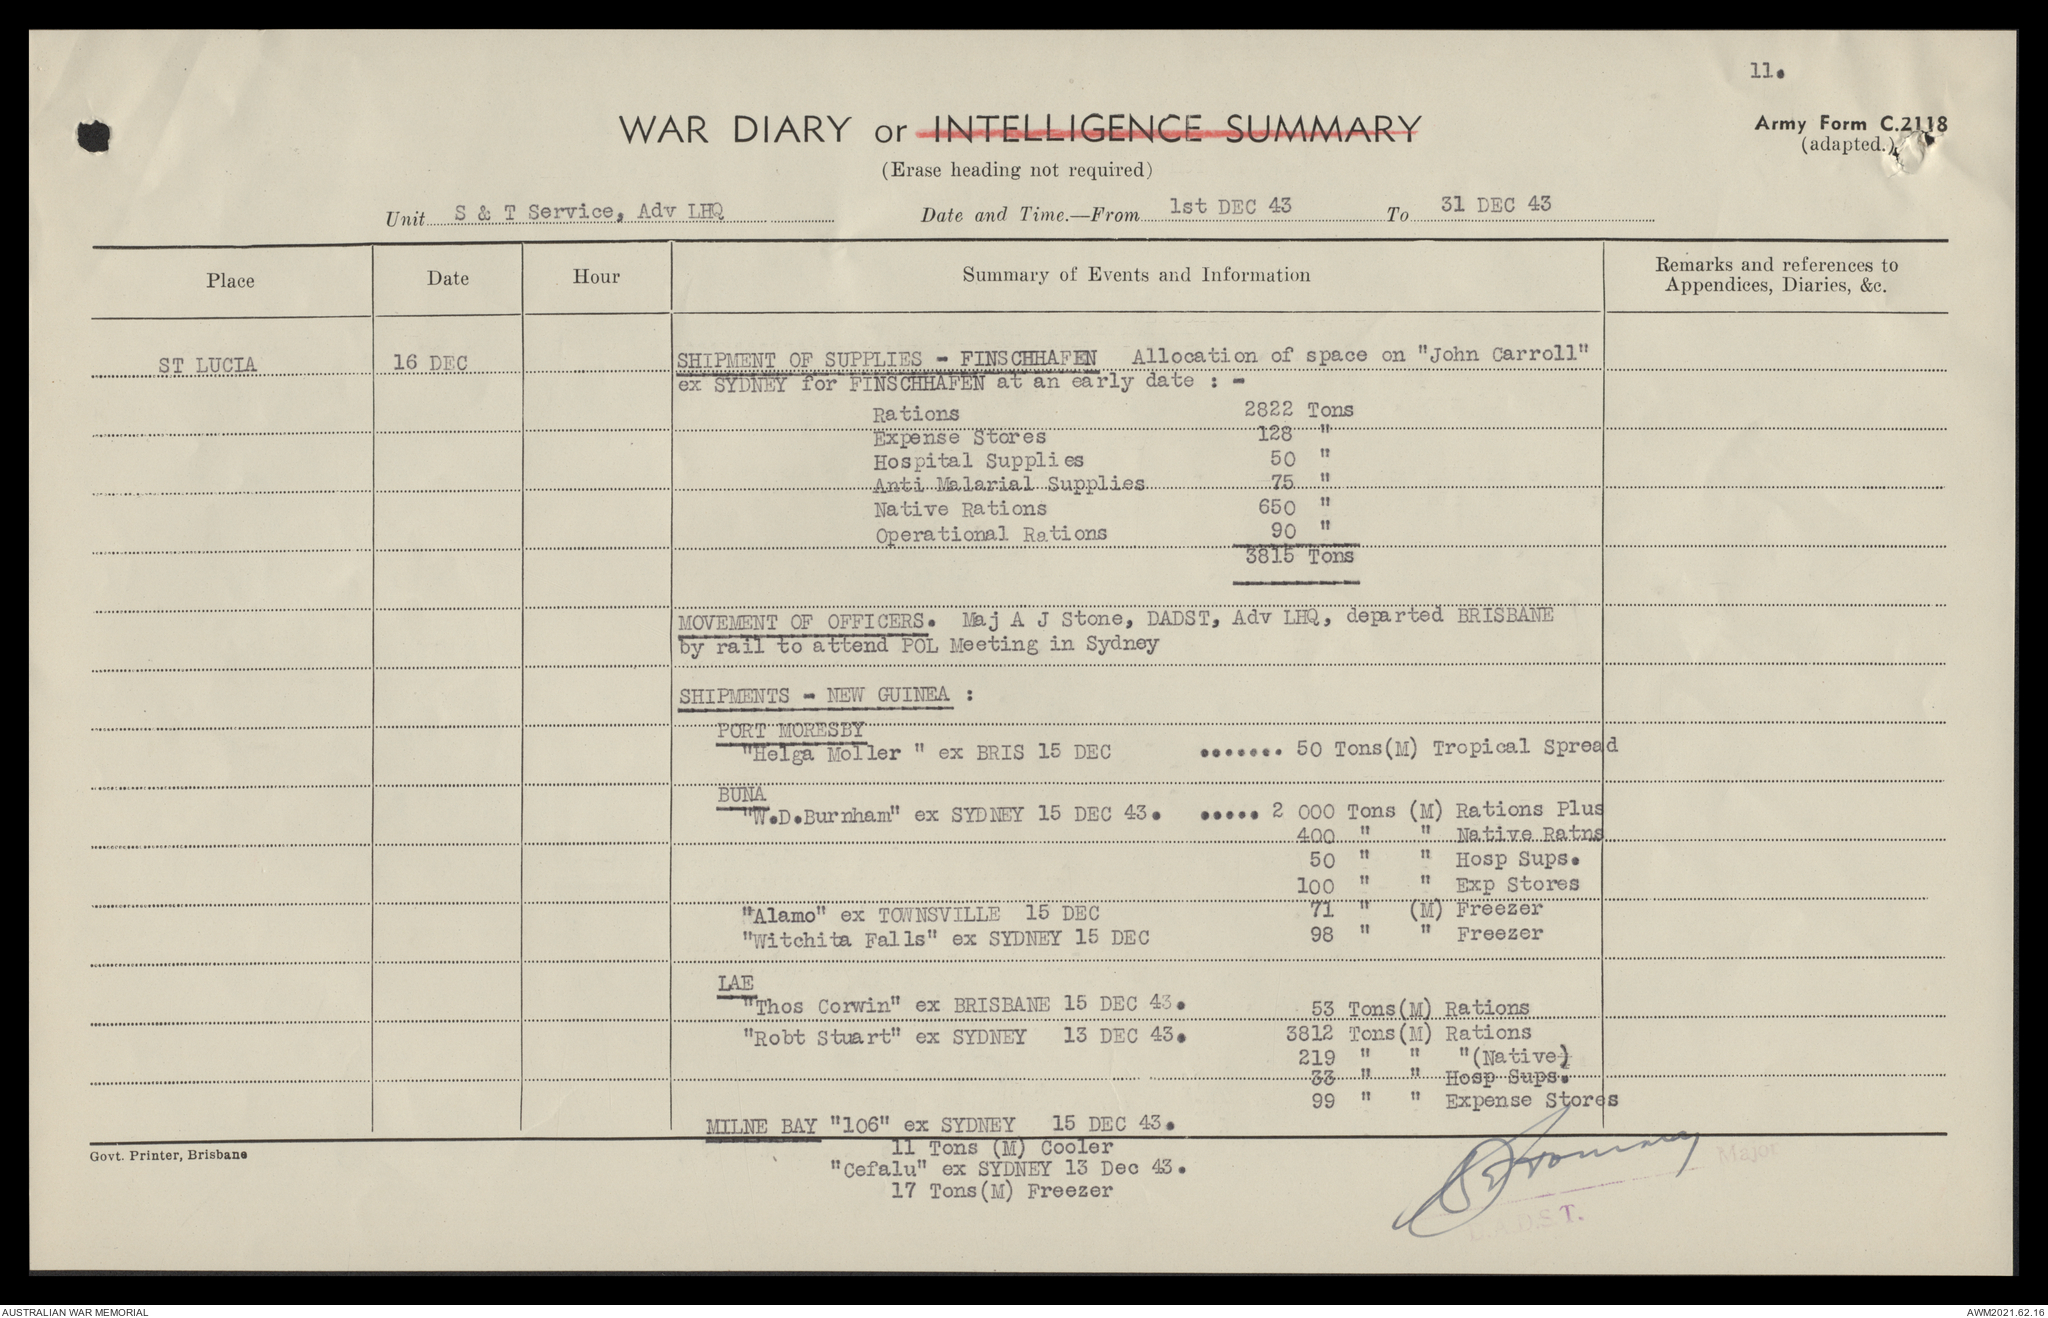 11.
WAR DIARY or INTELLIGENCE SUMMARY
Army Form C.2118
(adapted.)
(Erase heading not required)
Unit S & T Service, Adv LHQ Date and Time.—From 1st DEC 43 To 31 DEC 43
Place Date Hour Summary of Events and Information Remarks and references to
Appendices, Diaries, &c.
ST LUCIA 16 DEC SHIPMENT OF SUPPLIES - FINSCHHAFEN Allocation of space on "John Carroll"
ex SYDNEY for FINSCHHAFEN at an early date : -
Rations 2822 Tons
Expense Stores 128 "
Hospital Supplies 50 "
Anti Malarial Supplies 75 "
Native Rations 650 "
Operational Rations 90 "
3815 Tons
MOVEMENT OF OFFICERS. Maj A J Stone, DADST, Adv LHQ, departed BRISBANE
by rail to attend POL Meeting in Sydney
SHIPMENTS - NEW GUINEA :
PORT MORESBY
"Helga Moller " ex BRIS 15 DEC ....... 50 Tons(M) Tropical Spread
BUNA
"W.D.Burnham" ex SYDNEY 15 DEC 43. ..... 2 000 Tons (M) Rations Plus
400 " " Native Ratns
50 " " Hosp Sups.
100 " " Exp Stores
"Alamo" ex TOWNSVILLE 15 DEC 71 " (M) Freezer
"Witchita Falls" ex SYDNEY 15 DEC 98 " " Freezer
LAE
"Thos Corwin" ex BRISBANE 15 DEC 43. 53 Tons(M) Rations
"Robt Stuart" ex SYDNEY 13 DEC 43. 3812 Tons(M) Rations
219 " " "(Native)
33 " " Hosp Sups.
99 " " Expense Stores
MILNE BAY "106" ex SYDNEY 15 DEC 43.
11 Tons (M) Cooler
"Cefalu" ex SYDNEY 13 Dec 43.
17 Tons(M) Freezer
Govt. Printer, Brisbane
Major
D.A.D.S.T.
AUSTRALIAN WAR MEMORIAL
AWM2021.62.16